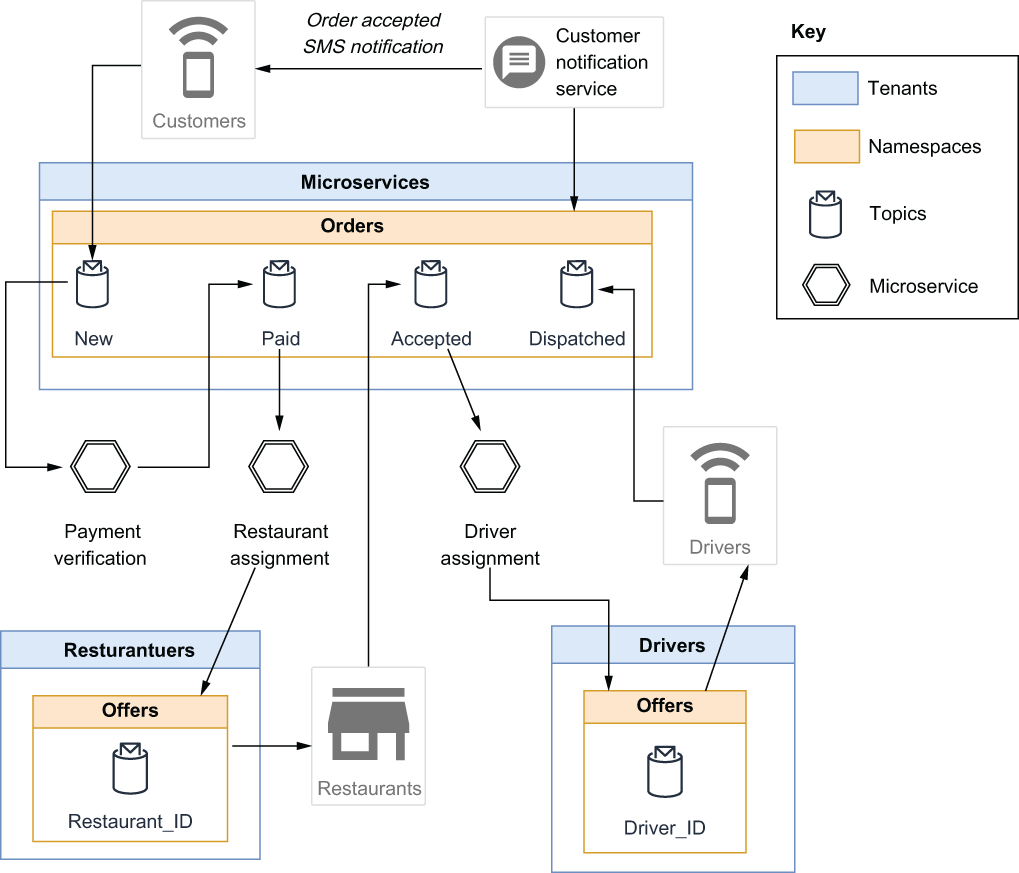 Order accepted
SMS notification
Customer
notification
service
Customers
Key
Tenants
Namespaces
Topics
Microservice
Microservices
Orders
New
Paid
Accepted
Dispatched
Payment
verification
Restaurant
assignment
Driver
assignment
Drivers
Resturantuers
Offers
Restaurant_ID
Restaurants
Drivers
Offers
Driver_ID